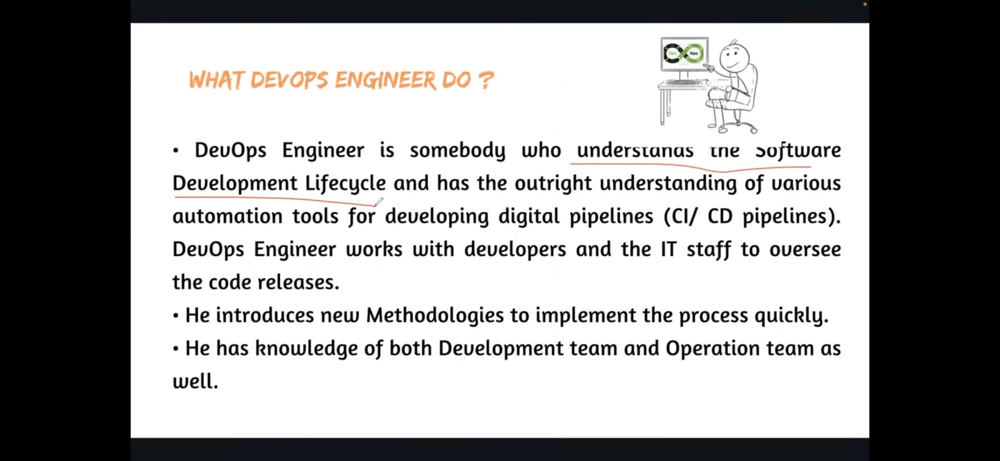 WHAT DEVOPS ENGINEER DO ?
Dev Ops
• DevOps Engineer is somebody who understands the Software
Development Lifecycle and has the outright understanding of various
automation tools for developing digital pipelines (CI/ CD pipelines).
DevOps Engineer works with developers and the IT staff to oversee
the code releases.
• He introduces new Methodologies to implement the process quickly.
• He has knowledge of both Development team and Operation team as
well.